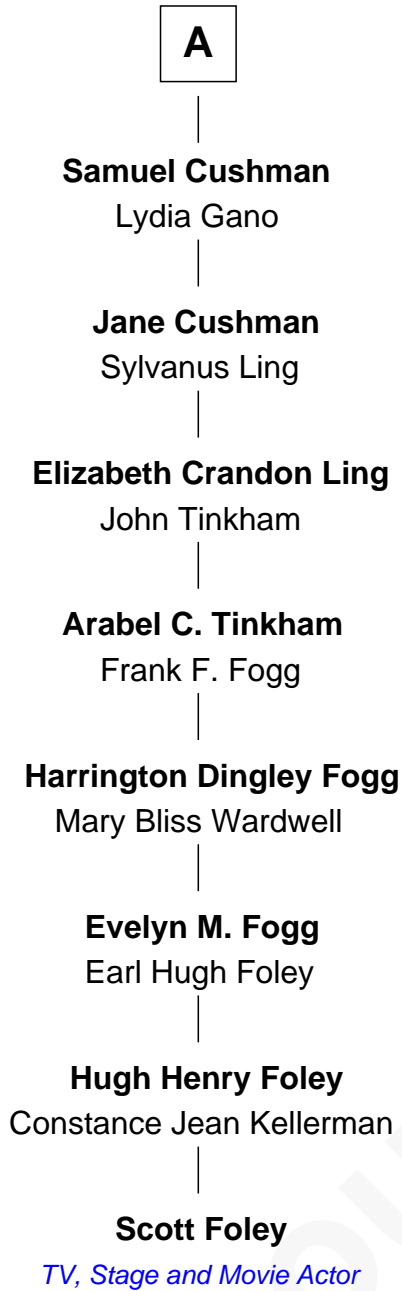 A
Samuel Cushman
Lydia Gano
Jane Cushman
Sylvanus Ling
Elizabeth Crandon Ling
John Tinkham
Arabel C. Tinkham
Frank F. Fogg
Harrington Dingley Fogg
Mary Bliss Wardwell
Evelyn M. Fogg
Earl Hugh Foley
Hugh Henry Foley
Constance Jean Kellerman
Scott Foley
TV, Stage and Movie Actor